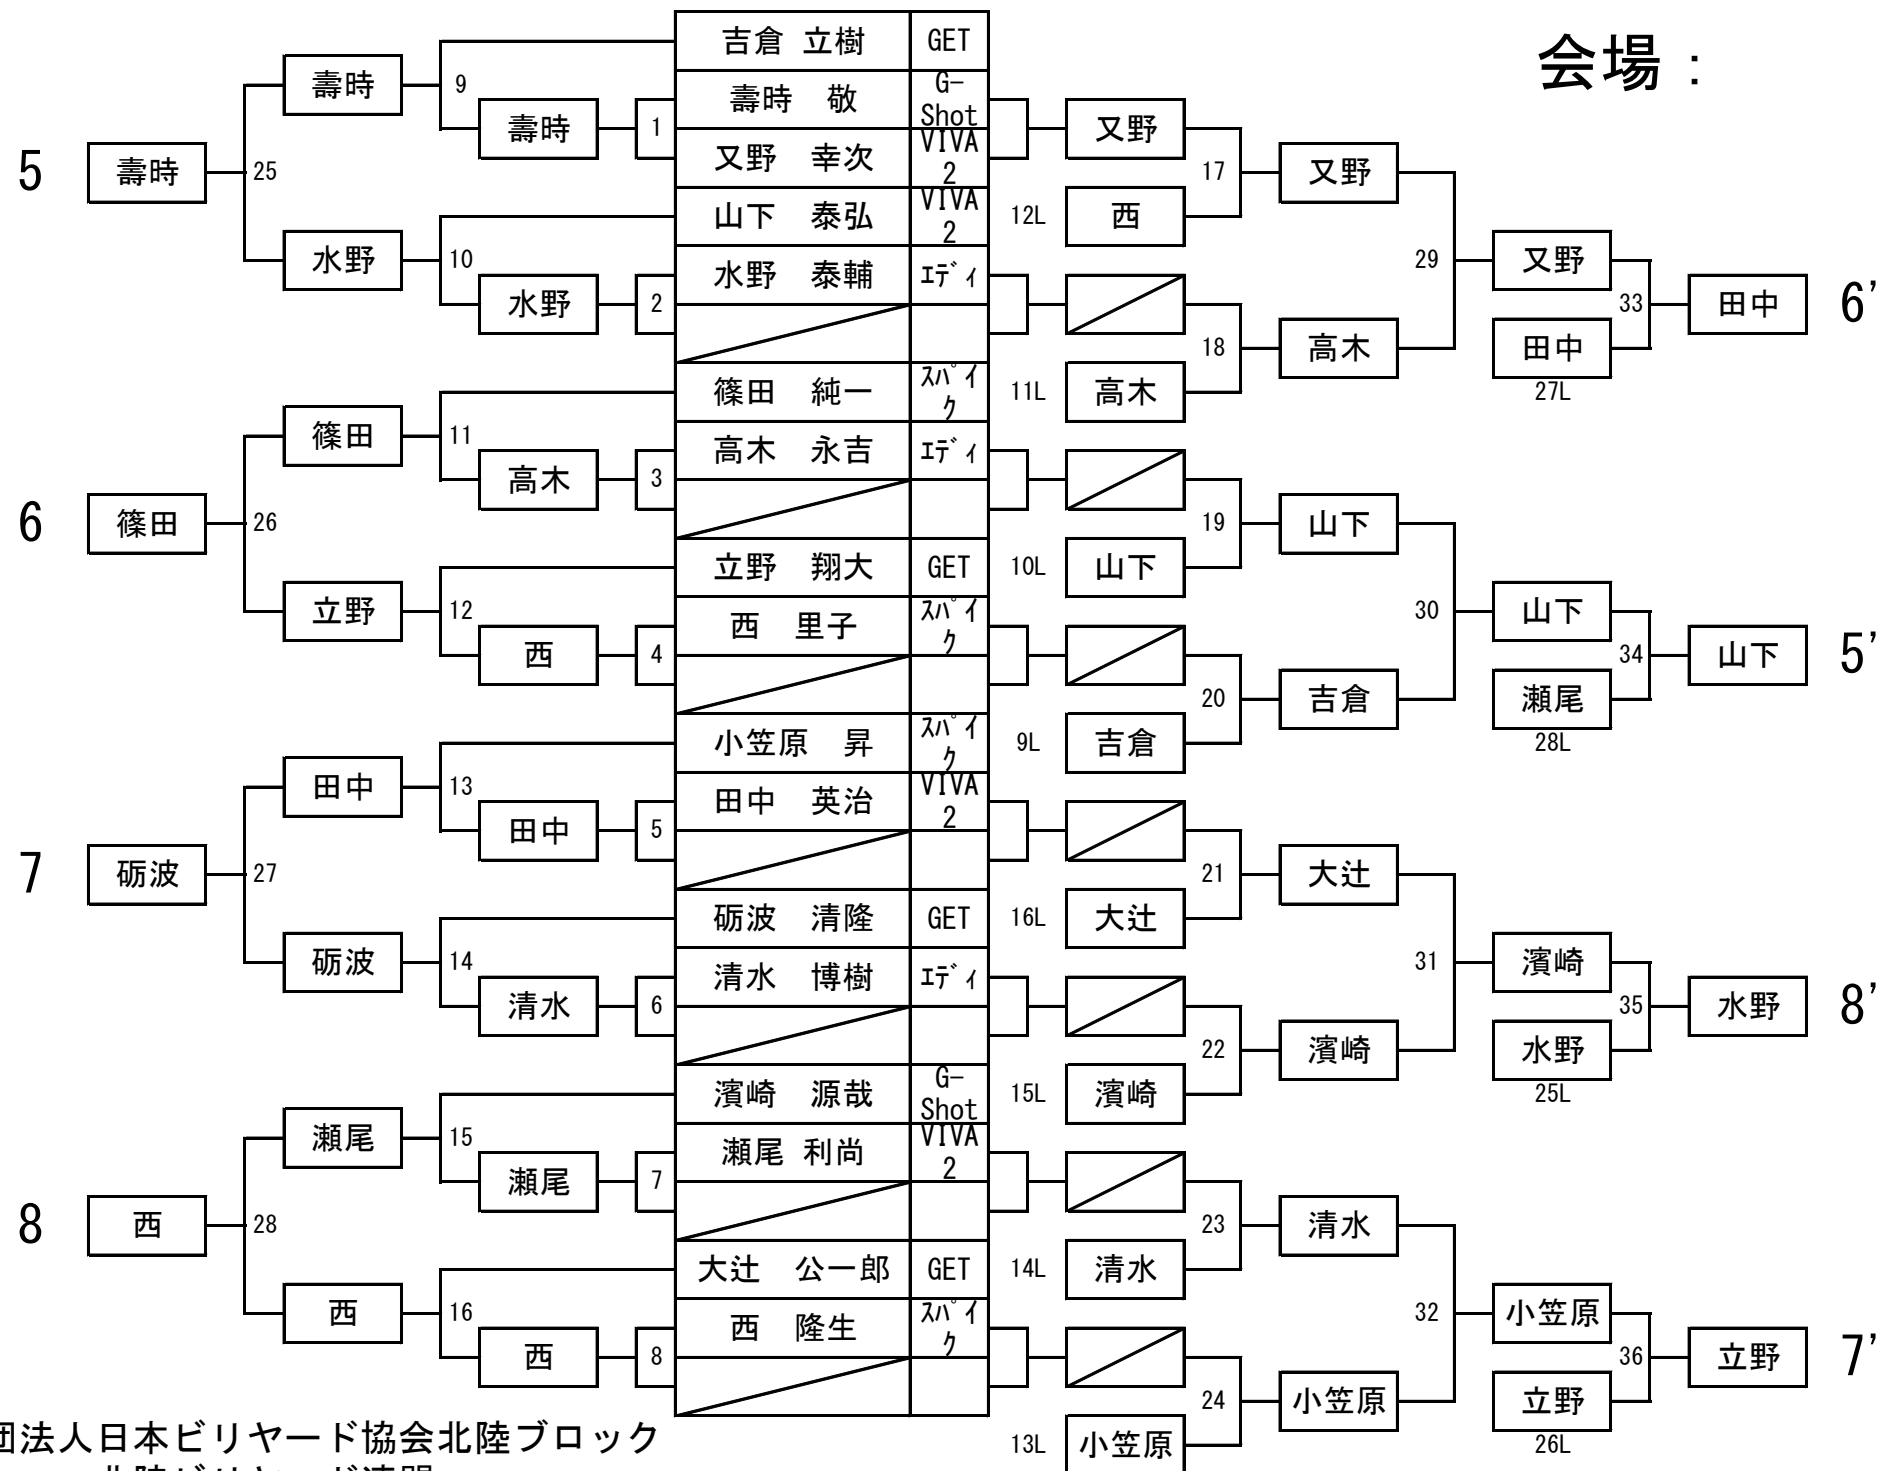 会場：
吉倉 立樹 GET
壽時 敬 G-Shot
又野 幸次 VIVA2
山下 泰弘 VIVA2
水野 泰輔 ｴﾃﾞｨ
篠田 純一 ｽﾊﾟｲｸ
高木 永吉 ｴﾃﾞｨ
立野 翔大 GET
西 里子 ｽﾊﾟｲｸ
小笠原 昇 ｽﾊﾟｲｸ
田中 英治 VIVA2
砺波 清隆 GET
清水 博樹 ｴﾃﾞｨ
濱崎 源哉 G-Shot
瀬尾 利尚 VIVA2
大辻 公一郎 GET
西 隆生 ｽﾊﾟｲｸ
5 壽時 25
6 篠田 26
7 砺波 27
8 西 28
壽時 9
水野 10
篠田 11
立野 12
田中 13
砺波 14
瀬尾 15
西 16
壽時 1
水野 2
高木 3
西 4
田中 5
清水 6
瀬尾 7
西 8
又野
12L 西
11L 高木
10L 山下
9L 吉倉
16L 大辻
15L 濱崎
14L 清水
13L 小笠原
17 又野
18 高木
19 山下
20 吉倉
21 大辻
22 濱崎
23 清水
24 小笠原
29 又野
田中
27L
30 山下
瀬尾
28L
31 濱崎
水野
25L
32 小笠原
立野
26L
33 田中 6’
34 山下 5’
35 水野 8’
36 立野 7’
団法人日本ビリヤード協会北陸ブロック
北陸ビリヤード連盟